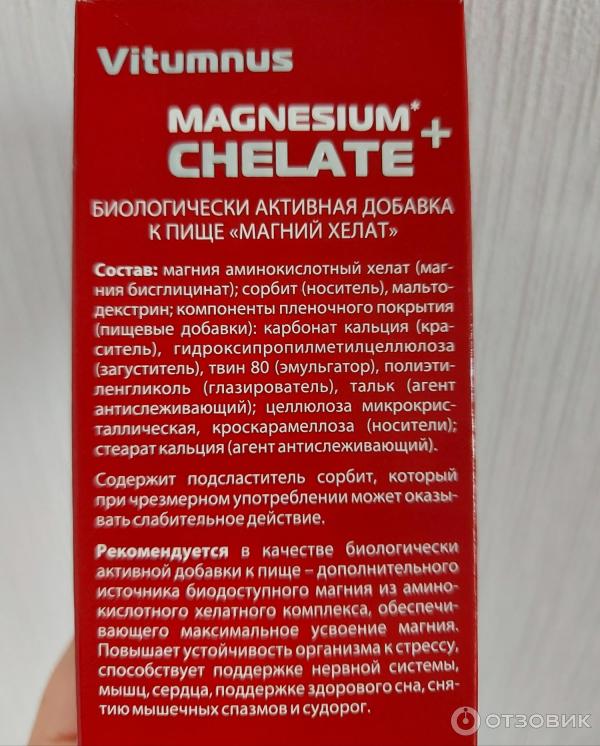 Vitumnus
MAGNESIUM* +
CHELATE
БИОЛОГИЧЕСКИ АКТИВНАЯ ДОБАВКА
К ПИЩЕ «МАГНИЙ ХЕЛАТ»
Состав: магния аминокислотный хелат (маг-
ния бисглицинат); сорбит (носитель), мальто-
декстрин; компоненты пленочного покрытия
(пищевые добавки): карбонат кальция (кра-
ситель), гидроксипропилметилцеллюлоза
(загуститель), твин 80 (эмульгатор), полиэти-
ленгликоль (глазирователь), тальк (агент
антислеживающий); целлюлоза микрокрис-
таллическая, кроскарамеллоза (носители);
стеарат кальция (агент антислеживающий).
Содержит подсластитель сорбит, который
при чрезмерном употреблении может оказы-
вать слабительное действие.
Рекомендуется в качестве биологически
активной добавки к пище – дополнительного
источника биодоступного магния из амино-
кислотного хелатного комплекса, обеспечи-
вающего максимальное усвоение магния.
Повышает устойчивость организма к стрессу,
способствует поддержке нервной системы,
мышц, сердца, поддержке здорового сна, сня-
тию мышечных спазмов и судорог.
ОТЗОВИК